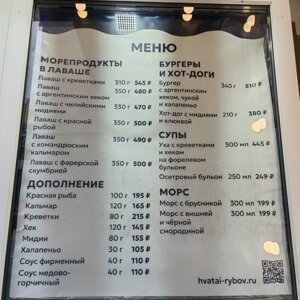 МЕНЮ
МОРЕПРОДУКТЫ
В ЛАВАШЕ
Лаваш с креветками 310 г 545 ₽
Лаваш
с аргентинским хеком 350 г 480 ₽
Лаваш с чилийскими
мидиями 330 г 470 ₽
Лаваш с красной
рыбой 350 г 500 ₽
Лаваш
с командорским
кальмаром 350 г 490 ₽
Лаваш с фарерской
скумбрией 350 г 500 ₽
ДОПОЛНЕНИЕ
Красная рыба 100 г 195 ₽
Кальмар 120 г 165 ₽
Креветки 80 г 215 ₽
Хек 120 г 145 ₽
Мидии 80 г 155 ₽
Халапеньо 30 г 105 ₽
Соус фирменный 40 г 110 ₽
Соус медово-
горчичный 40 г 110 ₽
БУРГЕРЫ
И ХОТ-ДОГИ
Бургер
с аргентинским
хеком, чукой
и халапеньо 340 г 510 ₽
Хот-дог с мидиями
и клюквой 210 г 380 ₽
СУПЫ
Уха с креветками
и хеком
на форелевом
бульоне 300 мл 445 ₽
Осетровый бульон 250 мл 249 ₽
МОРС
Морс с брусникой 300 мл 199 ₽
Морс с вишней
и чёрной
смородиной 300 мл 199 ₽
hvatai-rybov.ru